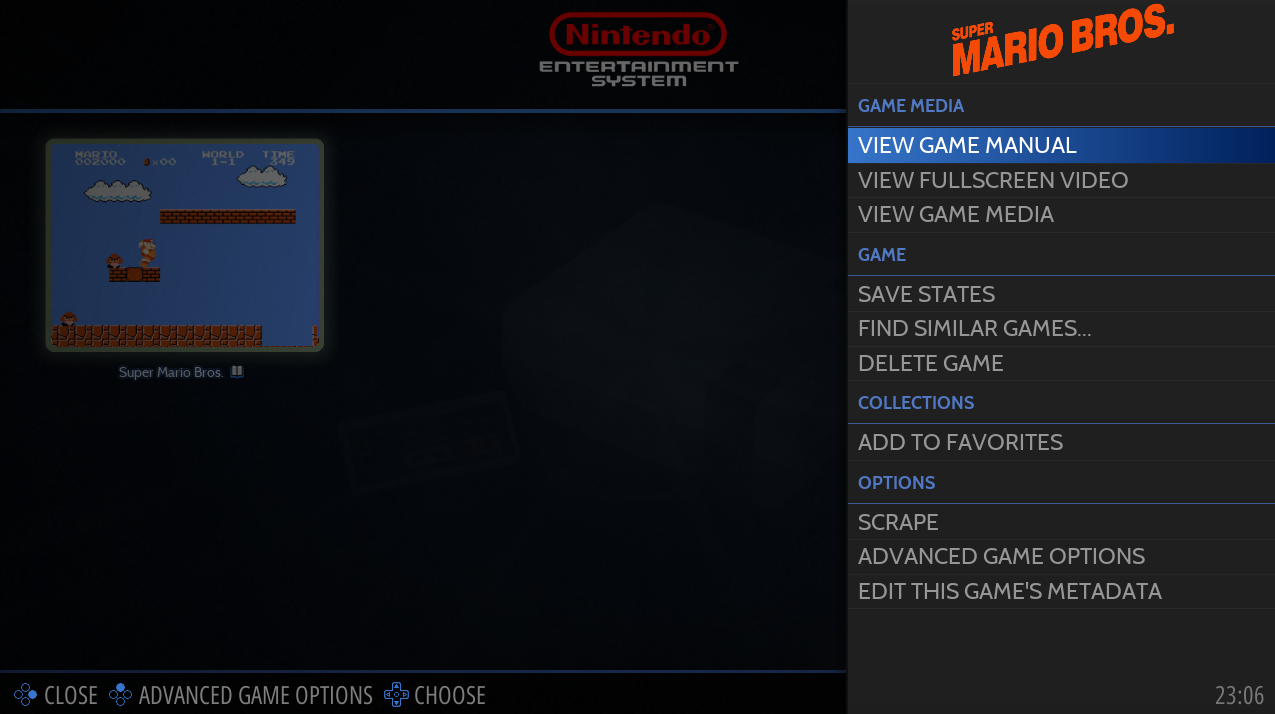 Nintendo
ENTERTAINMENT
SYSTEM
MARIO WORLD TIME
002000 ×00 1-1 349
Super Mario Bros.
SUPER
MARIO BROS.
GAME MEDIA
VIEW GAME MANUAL
VIEW FULLSCREEN VIDEO
VIEW GAME MEDIA
GAME
SAVE STATES
FIND SIMILAR GAMES...
DELETE GAME
COLLECTIONS
ADD TO FAVORITES
OPTIONS
SCRAPE
ADVANCED GAME OPTIONS
EDIT THIS GAME'S METADATA
CLOSE ADVANCED GAME OPTIONS CHOOSE
23:06